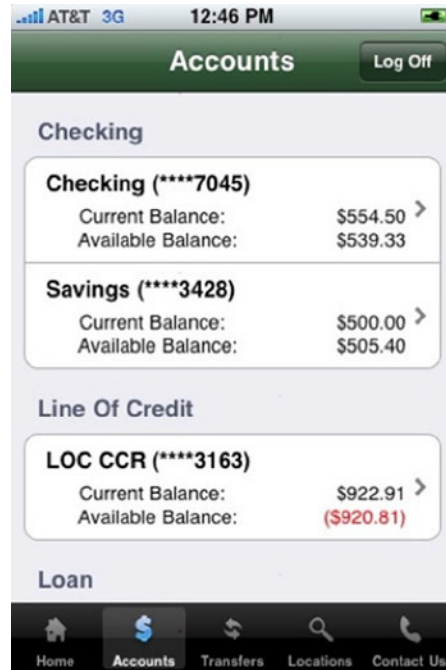 AT&T 3G 12:46 PM
Accounts Log Off
Checking
Checking (****7045)
Current Balance: $554.50
Available Balance: $539.33
Savings (****3428)
Current Balance: $500.00
Available Balance: $505.40
Line Of Credit
LOC CCR (****3163)
Current Balance: $922.91
Available Balance: ($920.81)
Loan
Home Accounts Transfers Locations Contact Us